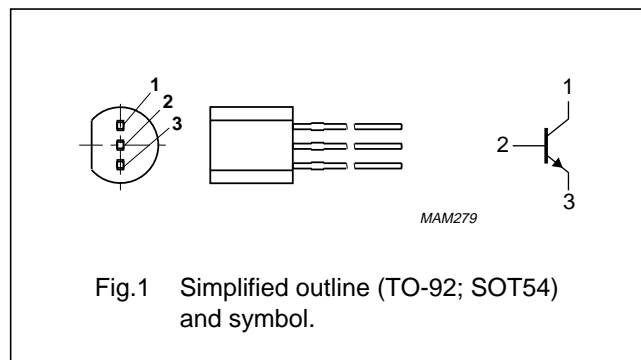 1
2
3
1
2
3
MAM279
Fig.1 Simplified outline (TO-92; SOT54)
and symbol.